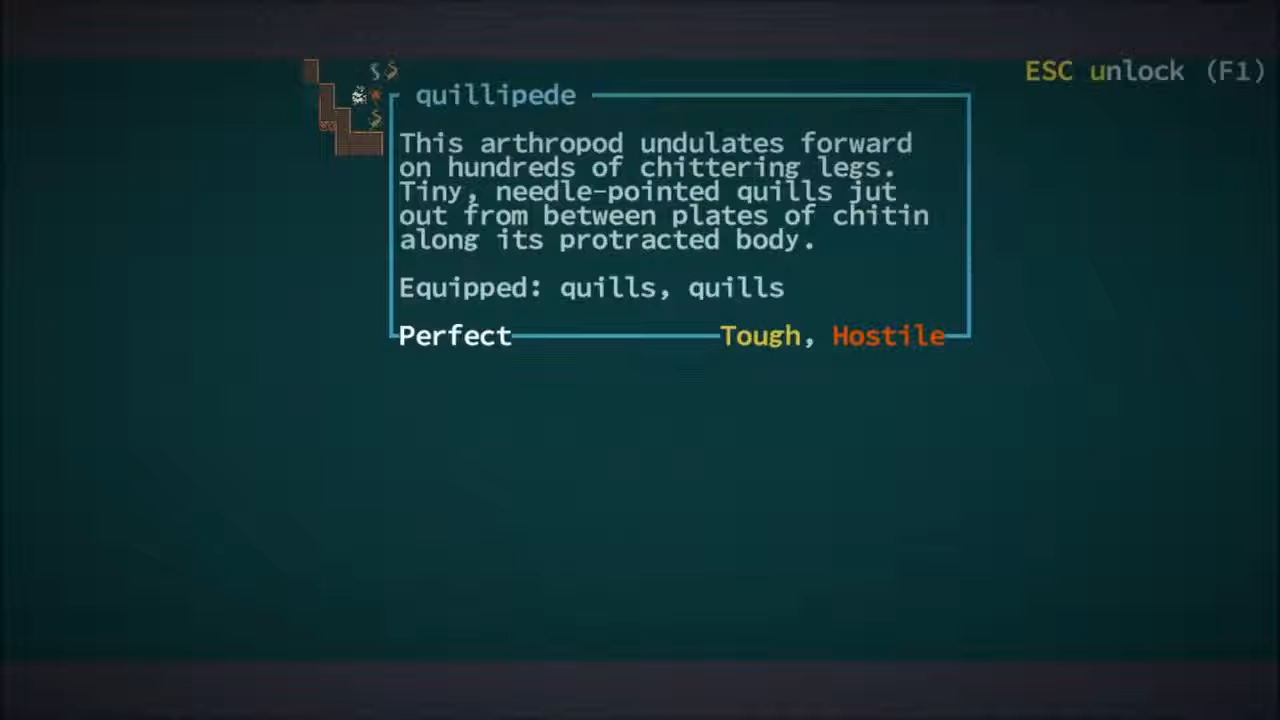 ESC unlock (F1)
quillipede
This arthropod undulates forward
on hundreds of chittering legs.
Tiny, needle-pointed quills jut
out from between plates of chitin
along its protracted body.
Equipped: quills, quills
Perfect Tough, Hostile